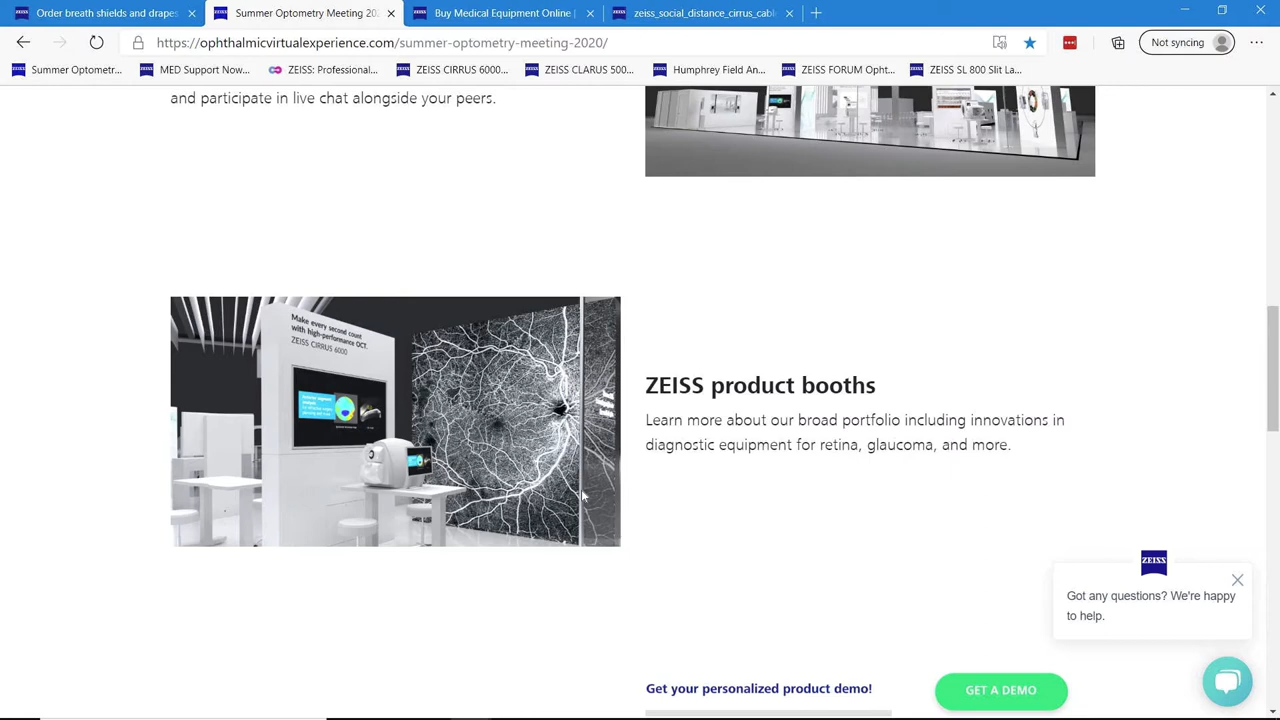 Order breath shields and drapes
Summer Optometry Meeting 202
Buy Medical Equipment Online |
zeiss_social_distance_cirrus_cabl
https://ophthalmicvirtualexperience.com/summer-optometry-meeting-2020/
Not syncing
Summer Optometr...
MED Support Now...
ZEISS: Professional...
ZEISS CIRRUS 6000...
ZEISS CLARUS 500...
Humphrey Field An...
ZEISS FORUM Opht...
ZEISS SL 800 Slit La...
and participate in live chat alongside your peers.
Make every second count
with high-performance OCT.
ZEISS CIRRUS 6000
ZEISS product booths
Learn more about our broad portfolio including innovations in
diagnostic equipment for retina, glaucoma, and more.
ZEISS
Got any questions? We're happy
to help.
Get your personalized product demo!
GET A DEMO